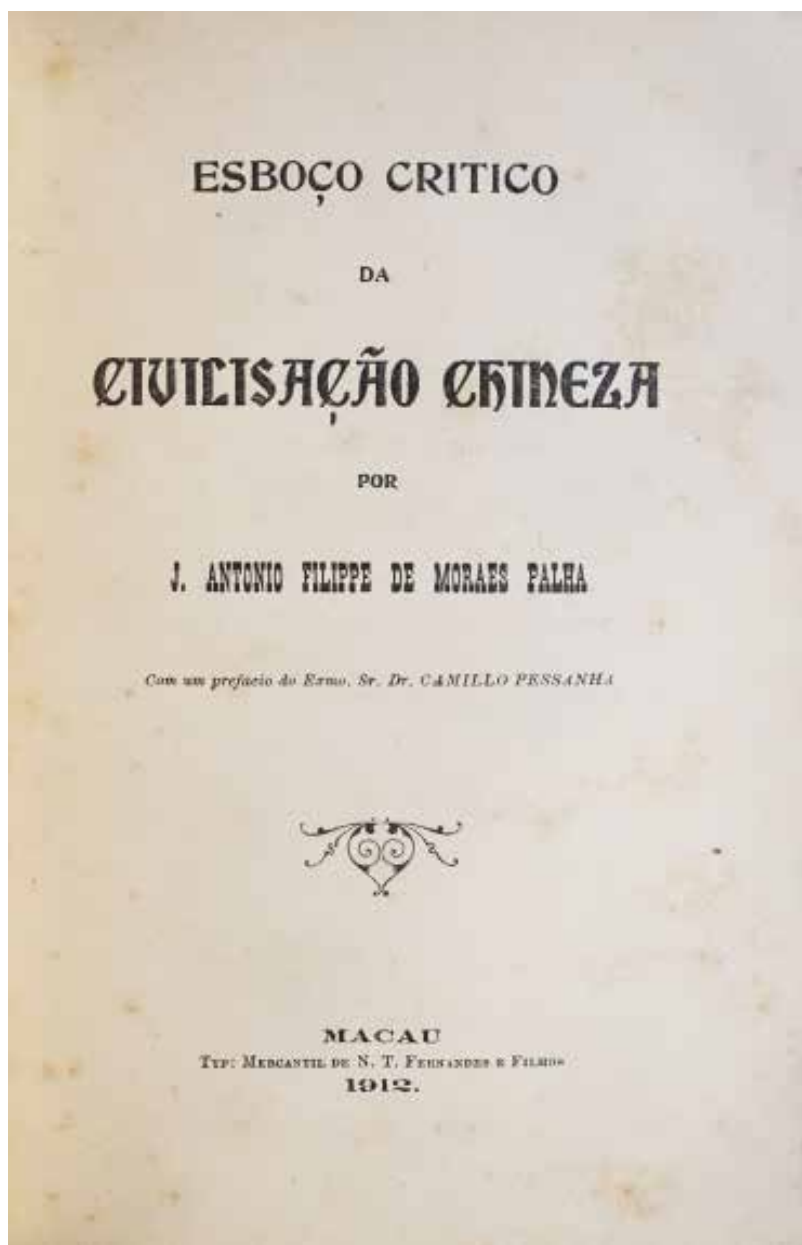 ESBOÇO CRITICO
DA
CIVILISAÇÃO CHINEZA
POR
J. ANTONIO FILIPPE DE MORAES PALHA
Com um prefacio do Exmo. Sr. Dr. CAMILLO PESSANHA
MACAU
TYP: MERCANTIL DE N. T. FERNANDES E FILHOS
1912.